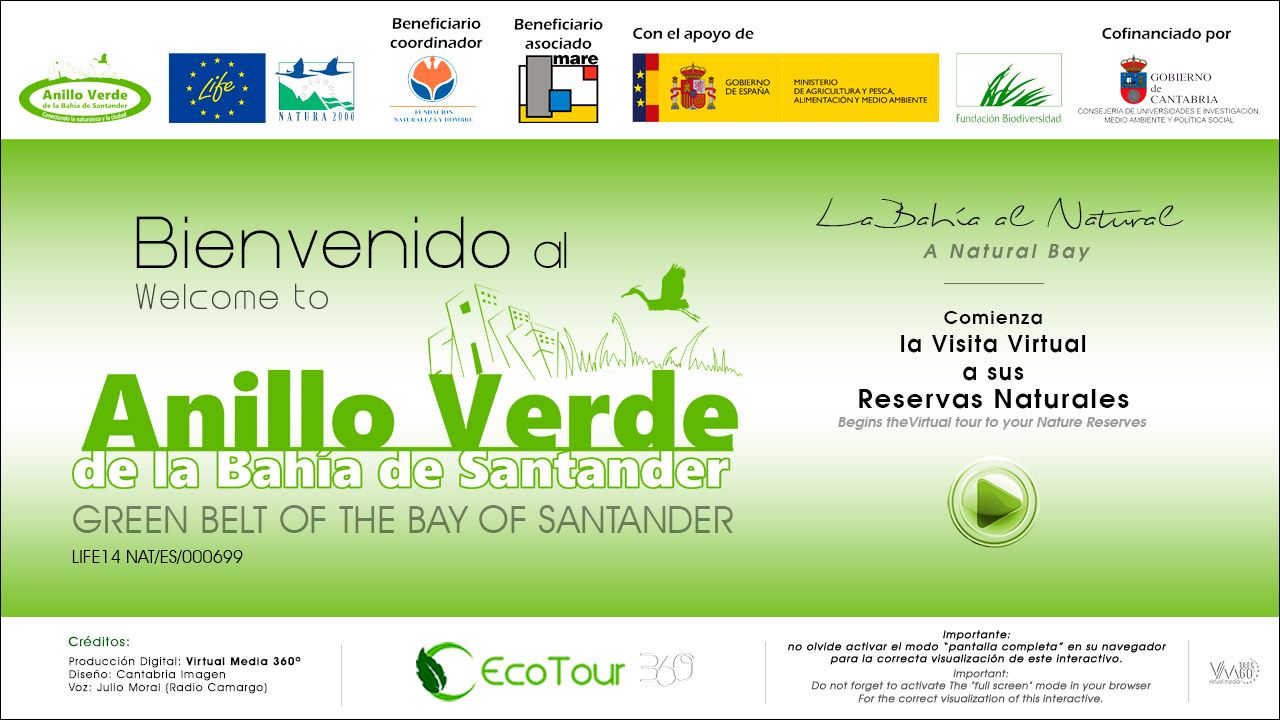 Anillo Verde
de la Bahía de Santander
Conectando la naturaleza y la ciudad
Life
NATURA 2000
Beneficiario
coordinador
FUNDACIÓN
NATURALEZA Y HOMBRE
Beneficiario
asociado
mare
Con el apoyo de
GOBIERNO
DE ESPAÑA
MINISTERIO
DE AGRICULTURA Y PESCA,
ALIMENTACIÓN Y MEDIO AMBIENTE
Fundación Biodiversidad
Cofinanciado por
GOBIERNO
de
CANTABRIA
CONSEJERÍA DE UNIVERSIDADES E INVESTIGACIÓN,
MEDIO AMBIENTE Y POLÍTICA SOCIAL
Bienvenido al
Welcome to
Anillo Verde
de la Bahía de Santander
GREEN BELT OF THE BAY OF SANTANDER
LIFE14 NAT/ES/000699
La Bahía al Natural
A Natural Bay
Comienza
la Visita Virtual
a sus
Reservas Naturales
Begins theVirtual tour to your Nature Reserves
Créditos:
Producción Digital: Virtual Media 360º
Diseño: Cantabria Imagen
Voz: Julio Moral (Radio Camargo)
EcoTour 360º
Importante:
no olvide activar el modo "pantalla completa" en su navegador
para la correcta visualización de este interactivo.
Important:
Do not forget to activate The "full screen" mode in your browser
For the correct visualization of this interactive.